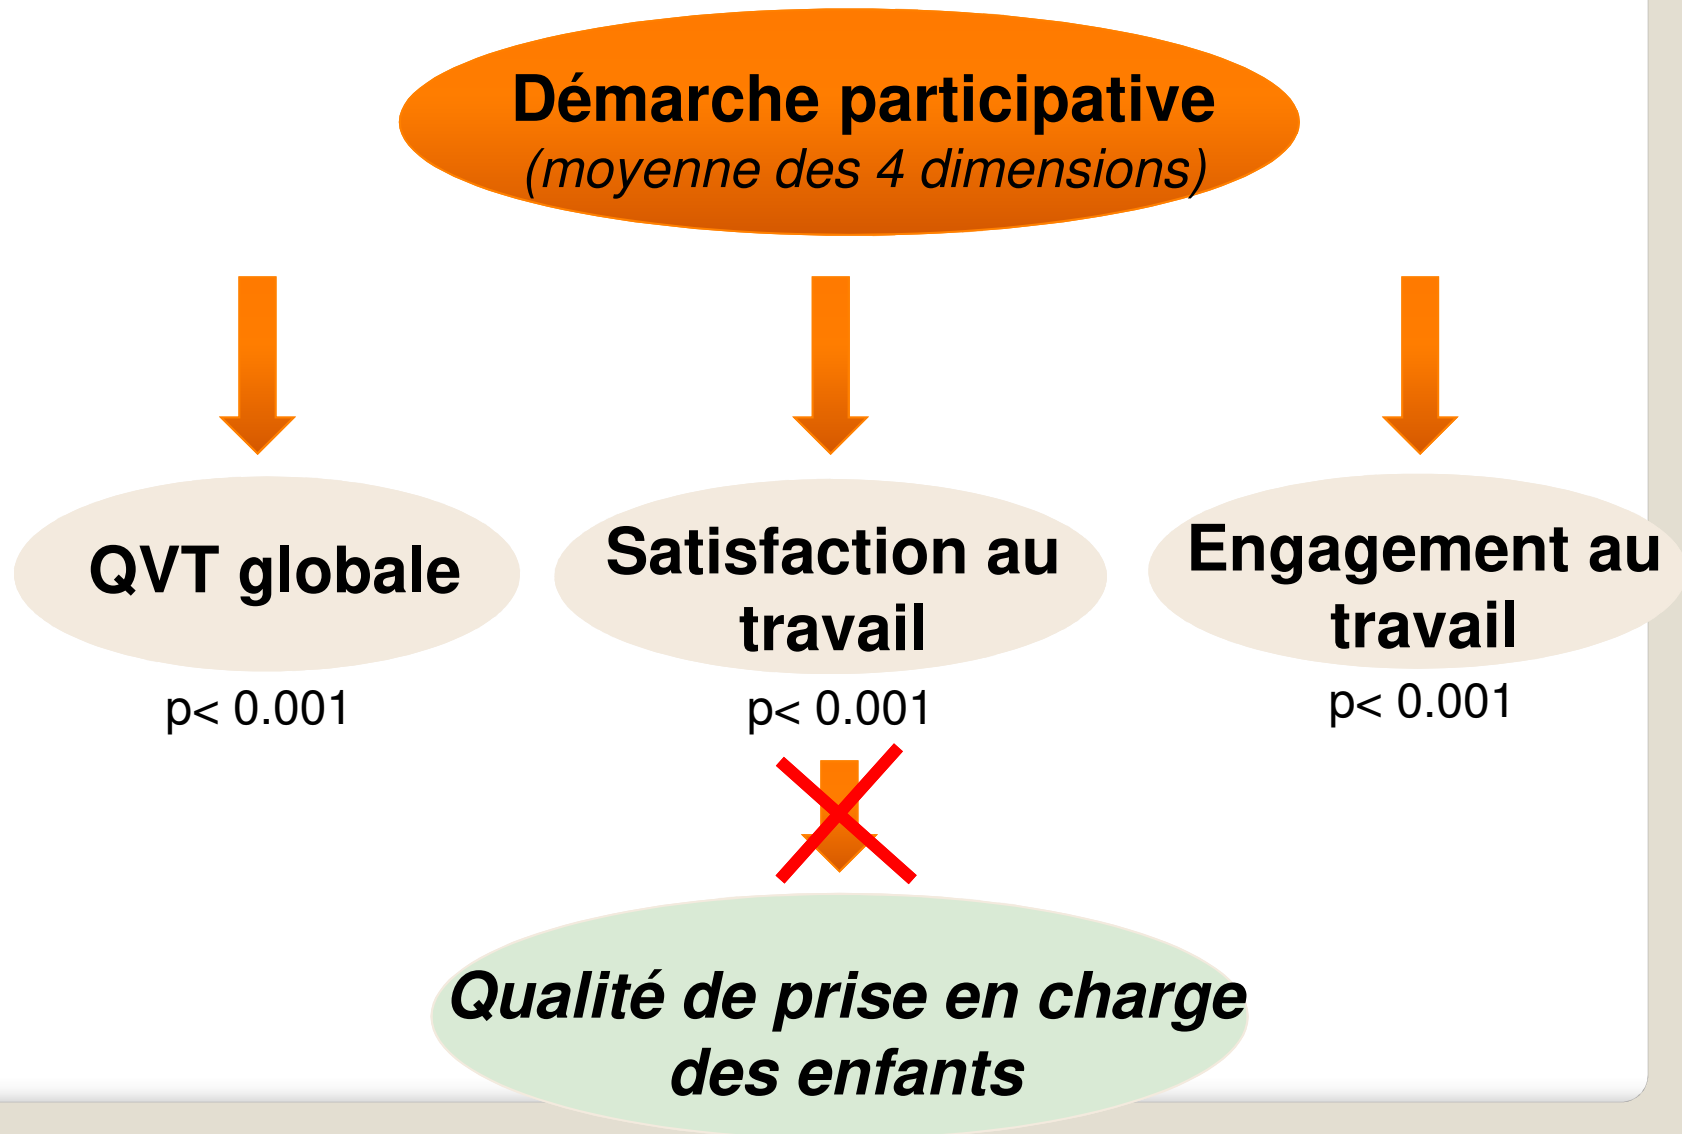 Démarche participative
(moyenne des 4 dimensions)
QVT globale
Satisfaction au
travail
Engagement au
travail
p< 0.001
p< 0.001
p< 0.001
Qualité de prise en charge
des enfants